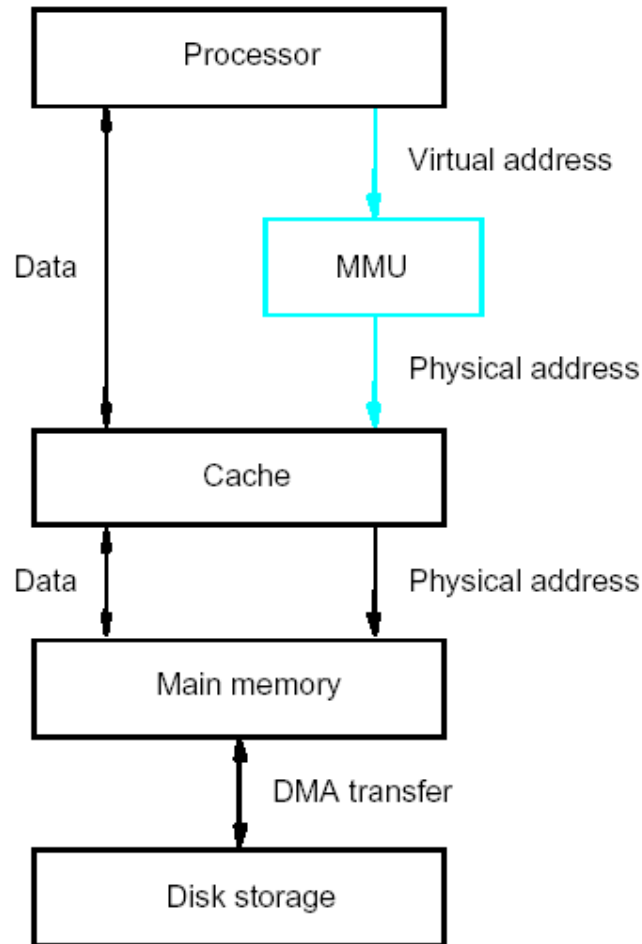 Processor
Virtual address
Data
MMU
Physical address
Cache
Data
Physical address
Main memory
DMA transfer
Disk storage